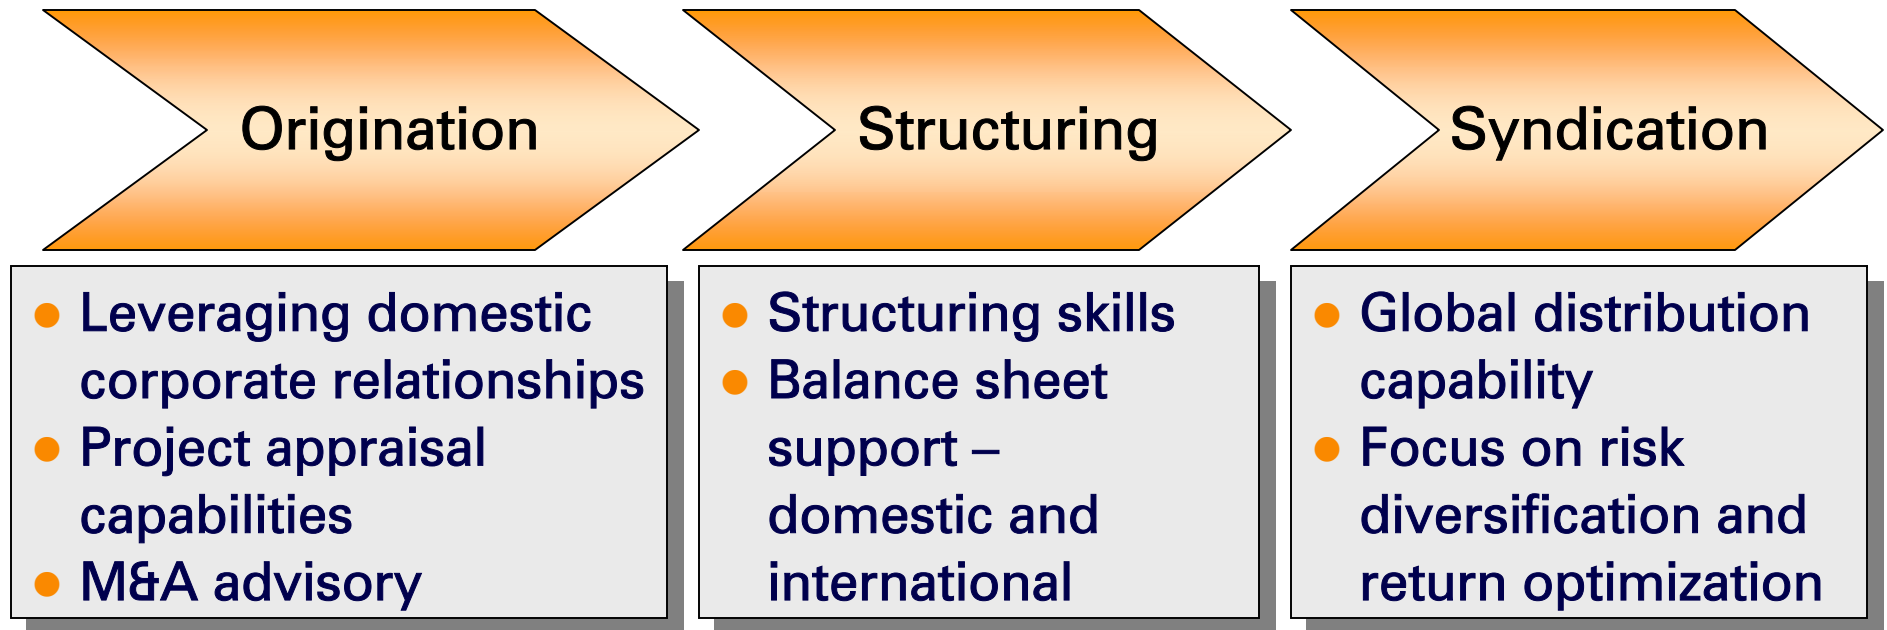 Origination
Structuring
Syndication
● Leveraging domestic
corporate relationships
● Project appraisal
capabilities
● M&A advisory
● Structuring skills
● Balance sheet
support –
domestic and
international
● Global distribution
capability
● Focus on risk
diversification and
return optimization